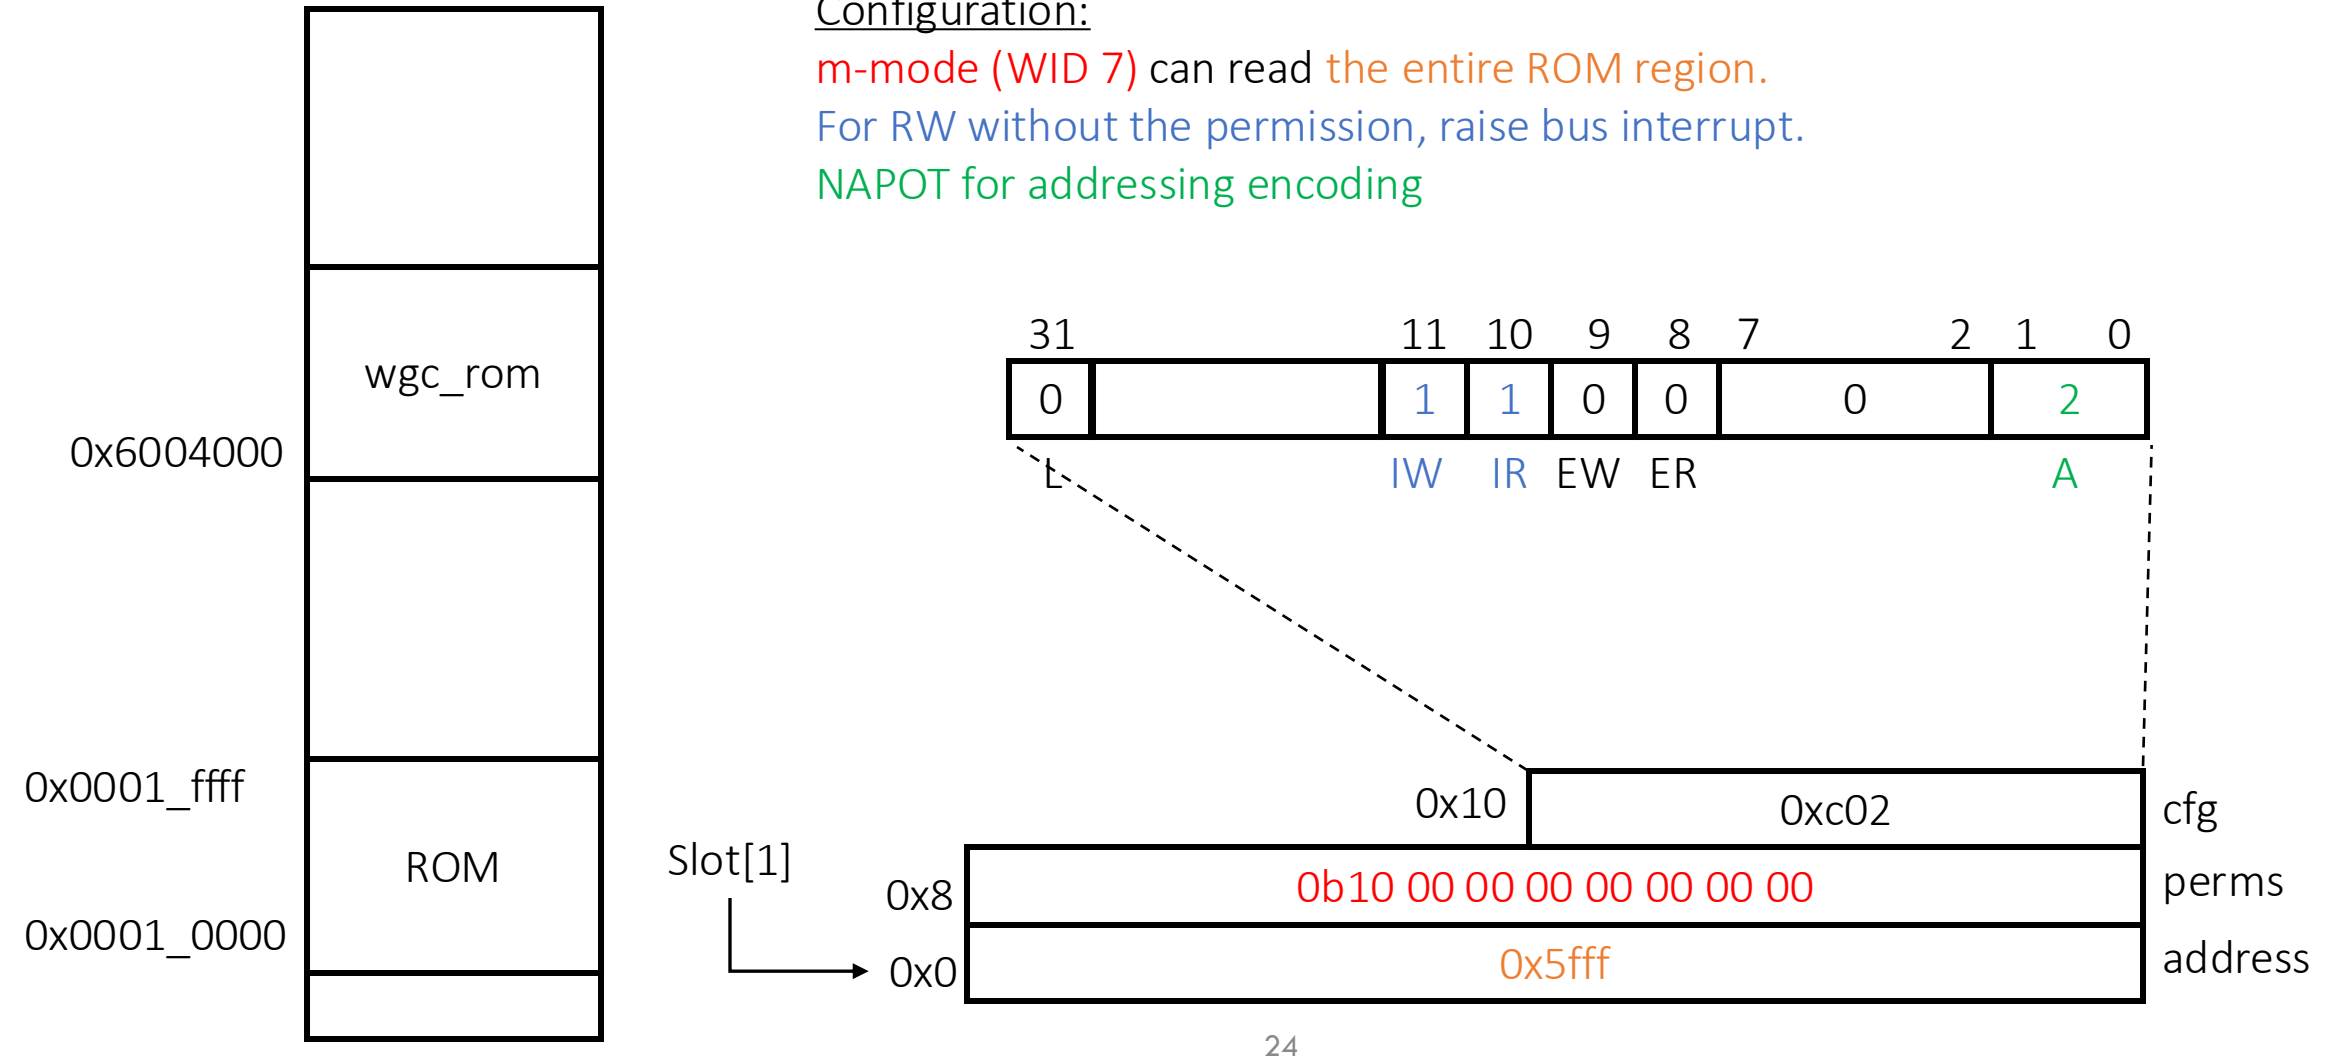 Configuration:
m-mode (WID 7) can read the entire ROM region.
For RW without the permission, raise bus interrupt.
NAPOT for addressing encoding
wgc_rom
0x6004000
0x0001_ffff
ROM
0x0001_0000
31 11 10 9 8 7 2 1 0
0 1 1 0 0 0 2
L IW IR EW ER A
0x10 0xc02 cfg
Slot[1]
0x8 0b10 00 00 00 00 00 00 00 perms
0x0 0x5fff address
24